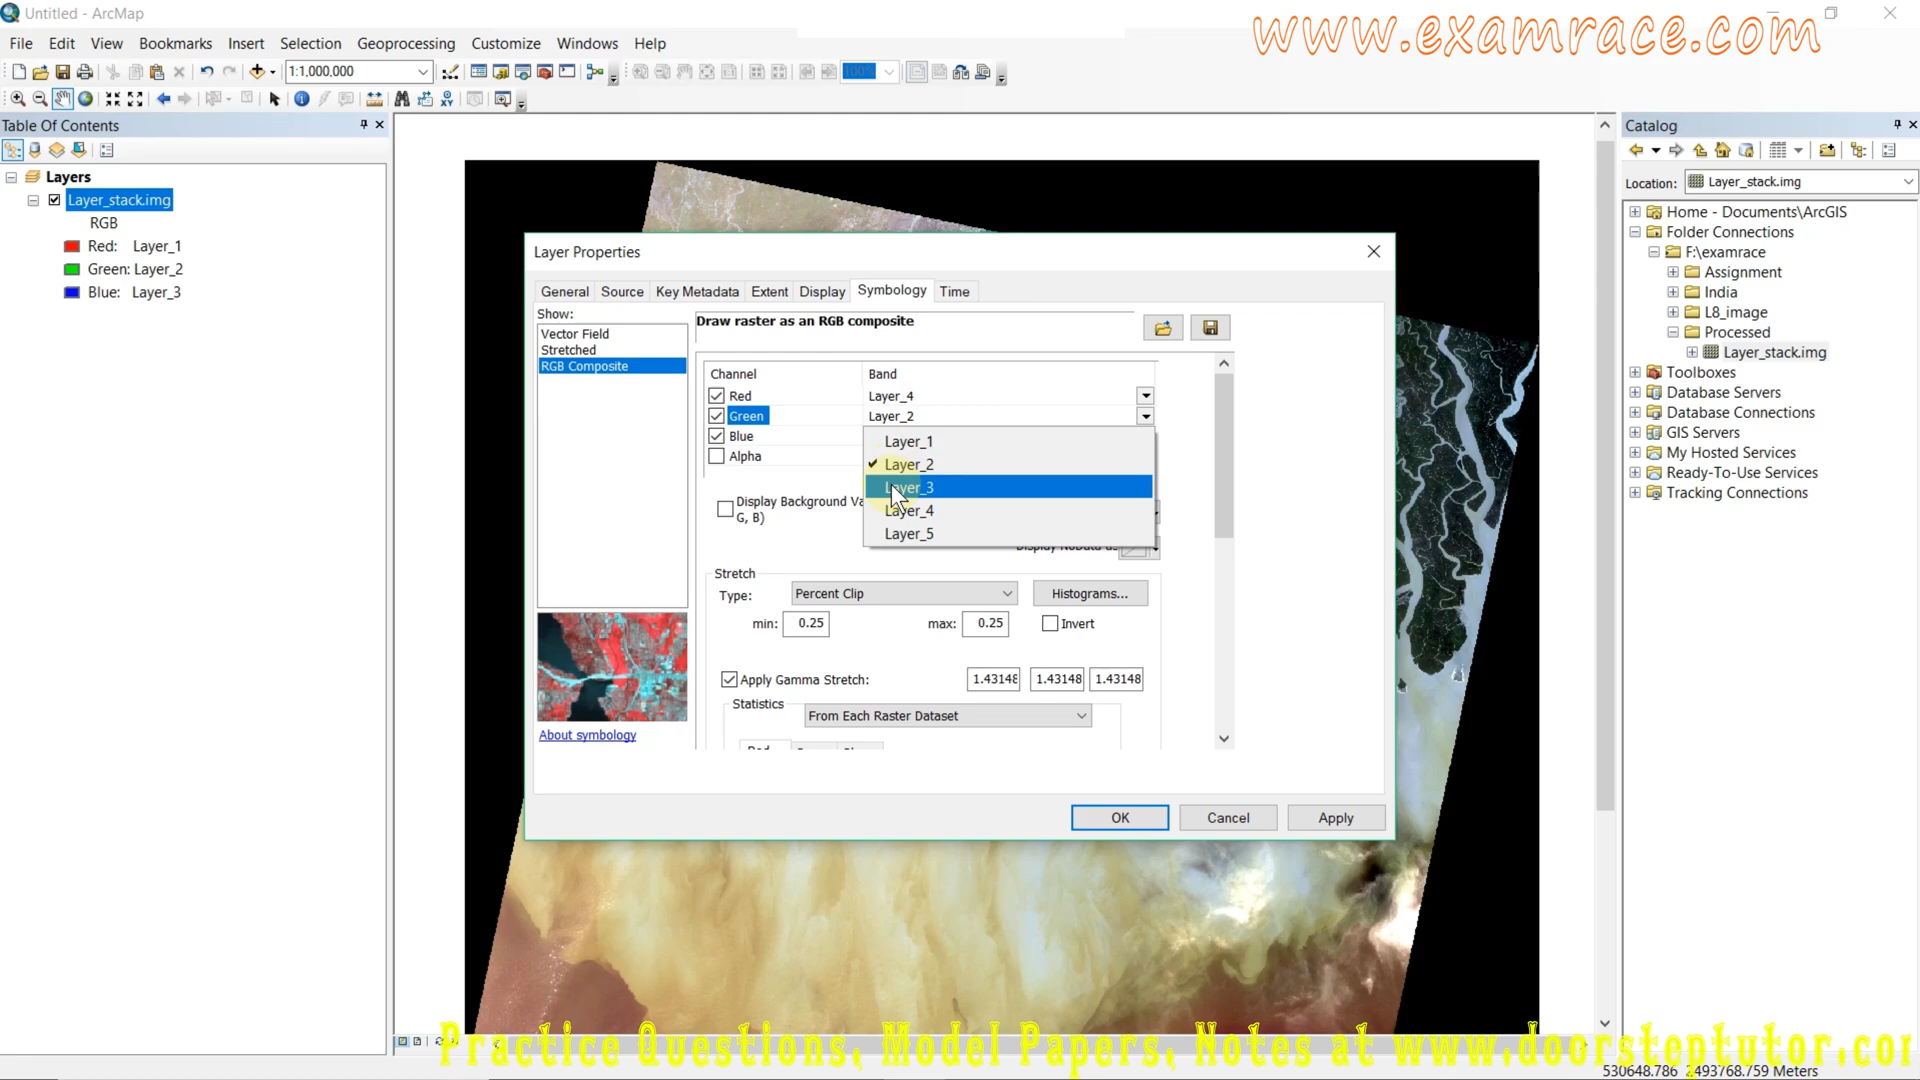 Untitled - ArcMap
www.examrace.com
File Edit View Bookmarks Insert Selection Geoprocessing Customize Windows Help
1:1,000,000
100%
Table Of Contents
Layers
Layer_stack.img
RGB
Red: Layer_1
Green: Layer_2
Blue: Layer_3
Layer Properties
General Source Key Metadata Extent Display Symbology Time
Show:
Vector Field
Stretched
RGB Composite
About symbology
Draw raster as an RGB composite
Channel Band
Red Layer_4
Green Layer_2
Blue
Alpha
Layer_1
Layer_2
Layer_3
Layer_4
Layer_5
Display Background Va
G, B)
Display NoData as
Stretch
Type: Percent Clip Histograms...
min: 0.25 max: 0.25 Invert
Apply Gamma Stretch: 1.43148 1.43148 1.43148
Statistics
From Each Raster Dataset
OK Cancel Apply
Catalog
Location: Layer_stack.img
Home - Documents\ArcGIS
Folder Connections
F:\examrace
Assignment
India
L8_image
Processed
Layer_stack.img
Toolboxes
Database Servers
Database Connections
GIS Servers
My Hosted Services
Ready-To-Use Services
Tracking Connections
Practice Questions, Model Papers, Notes at www.doorsteptutor.com
530648.786 2493768.759 Meters